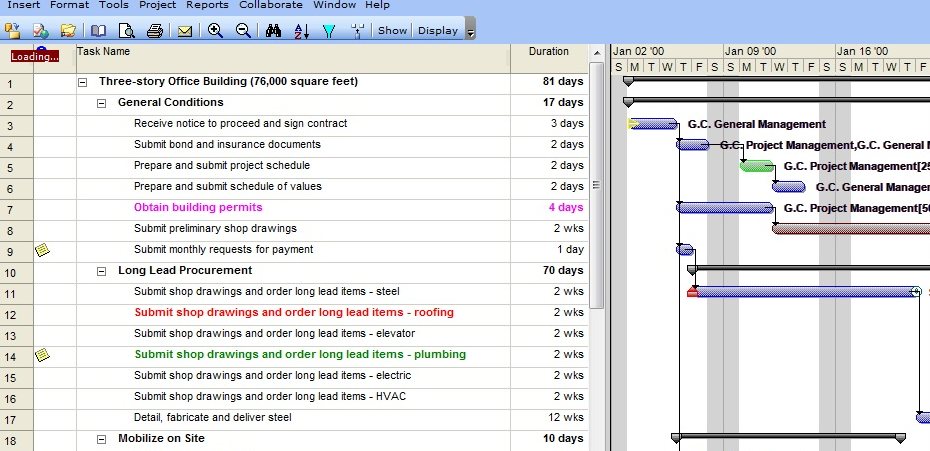 Insert Format Tools Project Reports Collaborate Window Help
Show Display
Loading... Task Name Duration Jan 02 '00 Jan 09 '00 Jan 16 '00
S M T W T F S S M T W T F S S M T W T F
1 Three-story Office Building (76,000 square feet) 81 days
2 General Conditions 17 days
3 Receive notice to proceed and sign contract 3 days G.C. General Management
4 Submit bond and insurance documents 2 days G.C. Project Management,G.C. General
5 Prepare and submit project schedule 2 days G.C. Project Management[25
6 Prepare and submit schedule of values 2 days G.C. General
7 Obtain building permits 4 days G.C. Project Management[50
8 Submit preliminary shop drawings 2 wks
9 Submit monthly requests for payment 1 day
10 Long Lead Procurement 70 days
11 Submit shop drawings and order long lead items - steel 2 wks
12 Submit shop drawings and order long lead items - roofing 2 wks
13 Submit shop drawings and order long lead items - elevator 2 wks
14 Submit shop drawings and order long lead items - plumbing 2 wks
15 Submit shop drawings and order long lead items - electric 2 wks
16 Submit shop drawings and order long lead items - HVAC 2 wks
17 Detail, fabricate and deliver steel 12 wks
18 Mobilize on Site 10 days